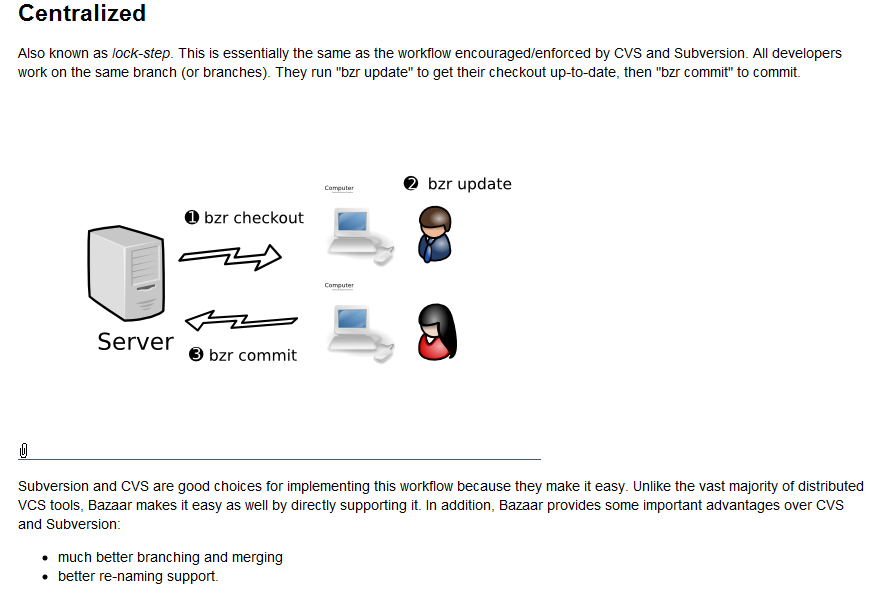 Centralized
Also known as lock-step. This is essentially the same as the workflow encouraged/enforced by CVS and Subversion. All developers
work on the same branch (or branches). They run "bzr update" to get their checkout up-to-date, then "bzr commit" to commit.
Computer
❷ bzr update
❶ bzr checkout
Computer
Server
❸ bzr commit
Subversion and CVS are good choices for implementing this workflow because they make it easy. Unlike the vast majority of distributed
VCS tools, Bazaar makes it easy as well by directly supporting it. In addition, Bazaar provides some important advantages over CVS
and Subversion:
• much better branching and merging
• better re-naming support.